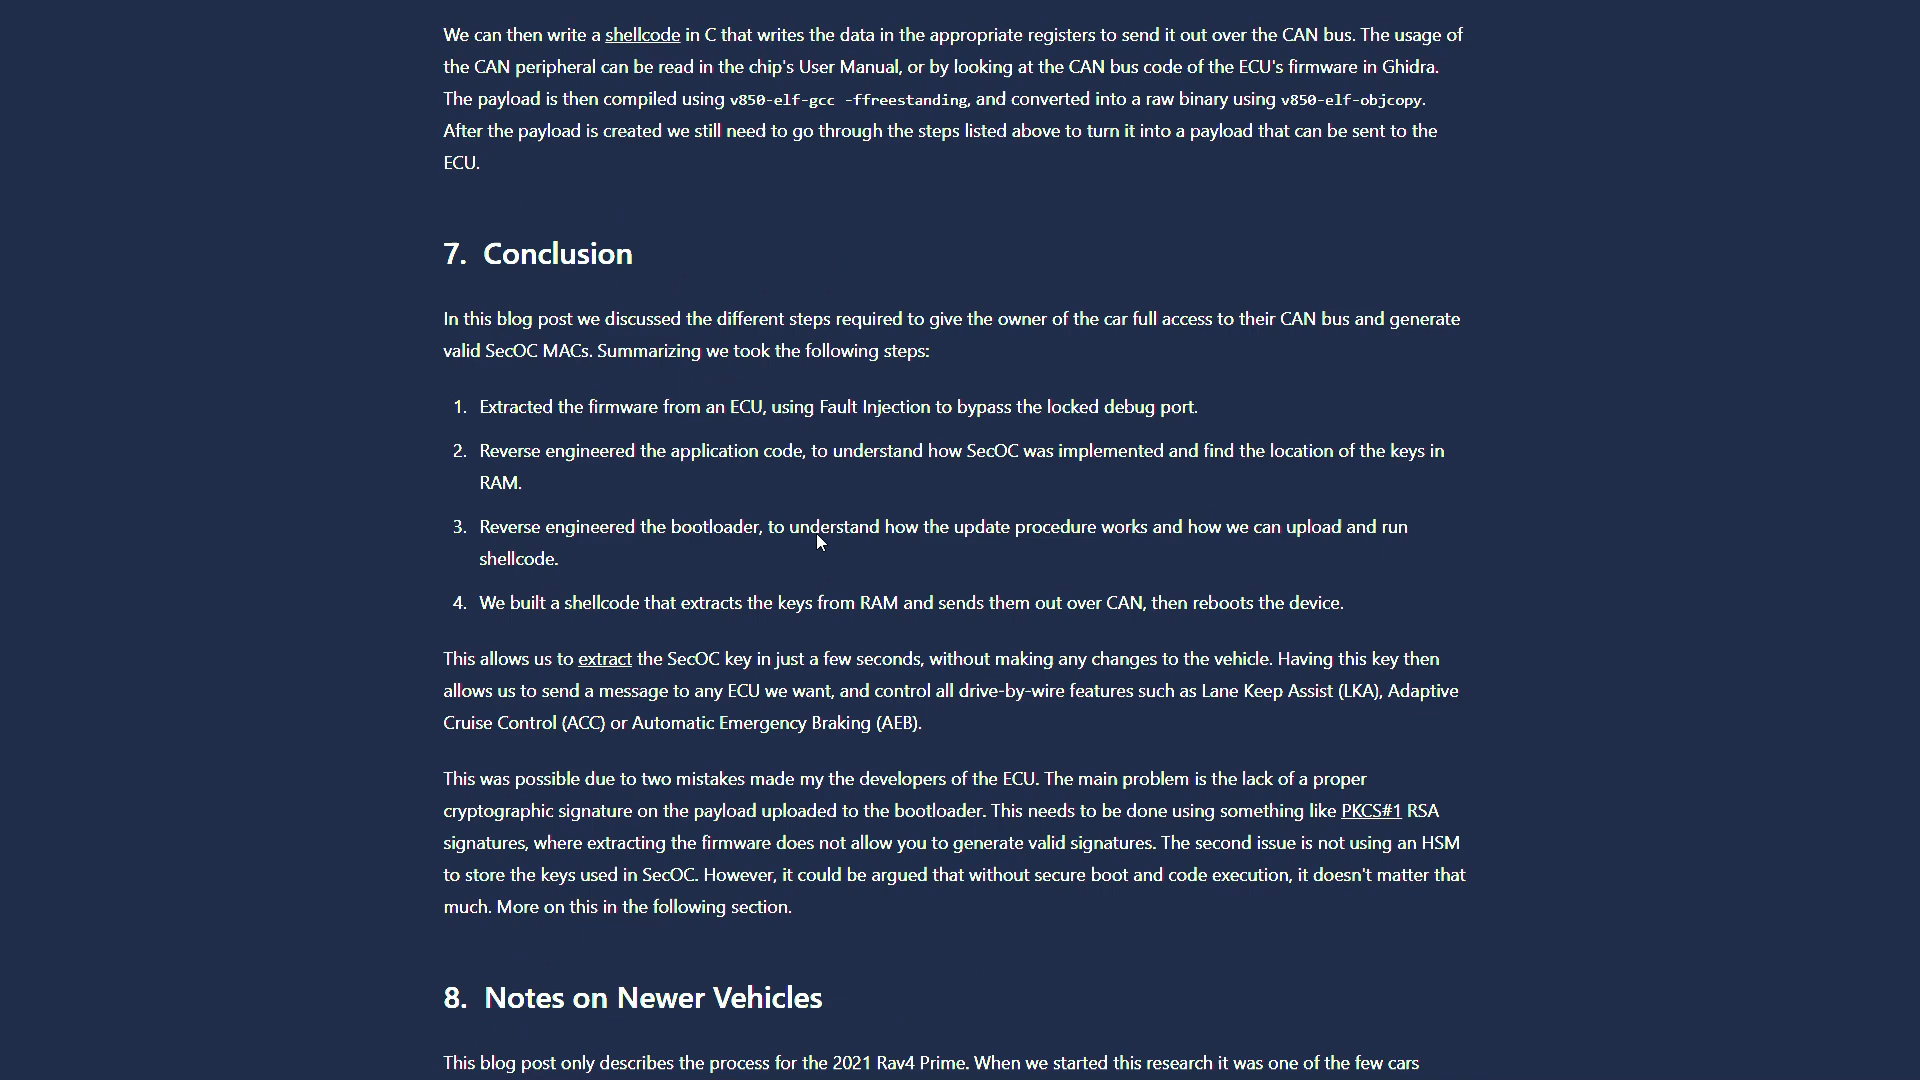 We can then write a shellcode in C that writes the data in the appropriate registers to send it out over the CAN bus. The usage of
the CAN peripheral can be read in the chip's User Manual, or by looking at the CAN bus code of the ECU's firmware in Ghidra.
The payload is then compiled using v850-elf-gcc -ffreestanding, and converted into a raw binary using v850-elf-objcopy.
After the payload is created we still need to go through the steps listed above to turn it into a payload that can be sent to the
ECU.
7. Conclusion
In this blog post we discussed the different steps required to give the owner of the car full access to their CAN bus and generate
valid SecOC MACs. Summarizing we took the following steps:
1. Extracted the firmware from an ECU, using Fault Injection to bypass the locked debug port.
2. Reverse engineered the application code, to understand how SecOC was implemented and find the location of the keys in
RAM.
3. Reverse engineered the bootloader, to understand how the update procedure works and how we can upload and run
shellcode.
4. We built a shellcode that extracts the keys from RAM and sends them out over CAN, then reboots the device.
This allows us to extract the SecOC key in just a few seconds, without making any changes to the vehicle. Having this key then
allows us to send a message to any ECU we want, and control all drive-by-wire features such as Lane Keep Assist (LKA), Adaptive
Cruise Control (ACC) or Automatic Emergency Braking (AEB).
This was possible due to two mistakes made my the developers of the ECU. The main problem is the lack of a proper
cryptographic signature on the payload uploaded to the bootloader. This needs to be done using something like PKCS#1 RSA
signatures, where extracting the firmware does not allow you to generate valid signatures. The second issue is not using an HSM
to store the keys used in SecOC. However, it could be argued that without secure boot and code execution, it doesn't matter that
much. More on this in the following section.
8. Notes on Newer Vehicles
This blog post only describes the process for the 2021 Rav4 Prime. When we started this research it was one of the few cars